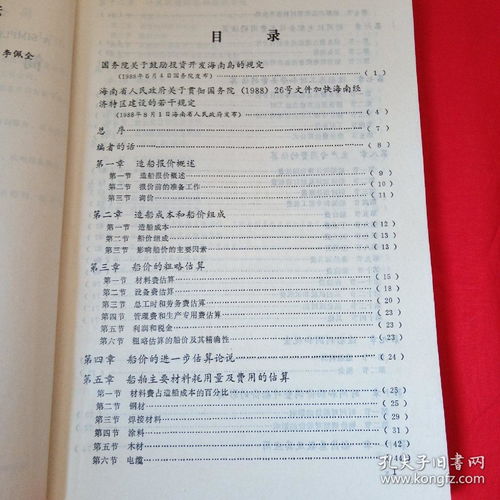 李佩全
目 录
国务院关于鼓励投资开发海南岛的规定
(1988年5月4日国务院发布)……(1)
海南省人民政府关于贯彻国务院(1988)26号文件加快海南经
济特区建设的若干规定
(1988年8月1日海南省人民政府发布)……(4)
总 序……(7)
编者的话……(8)
第一章 造船报价概述
第一节 造船报价概述……(9)
第二节 报价前的准备工作……(10)
第三节 询价……(11)
第二章 造船成本和船价组成
第一节 造船成本……(12)
第二节 船价组成……(13)
第三节 影响船价的主要因素……(13)
第三章 船价的粗略估算
第一节 材料费估算……(15)
第二节 设备费估算……(18)
第三节 总工时和劳务费估算……(20)
第四节 管理费和生产专用费估算……(23)
第五节 利润和税金……(23)
第六节 粗略估算的船价及其精确性……(23)
第四章 船价的进一步估算论说……(24)
第五章 船舶主要材料耗用量及费用的估算
第一节 材料费占造船成本的百分比……(25)
第二节 钢材……(25)
第三节 焊接材料……(29)
第四节 涂料……(31)
第五节 木材……(42)
第六节 电缆……(44)
1
孔夫子旧书网